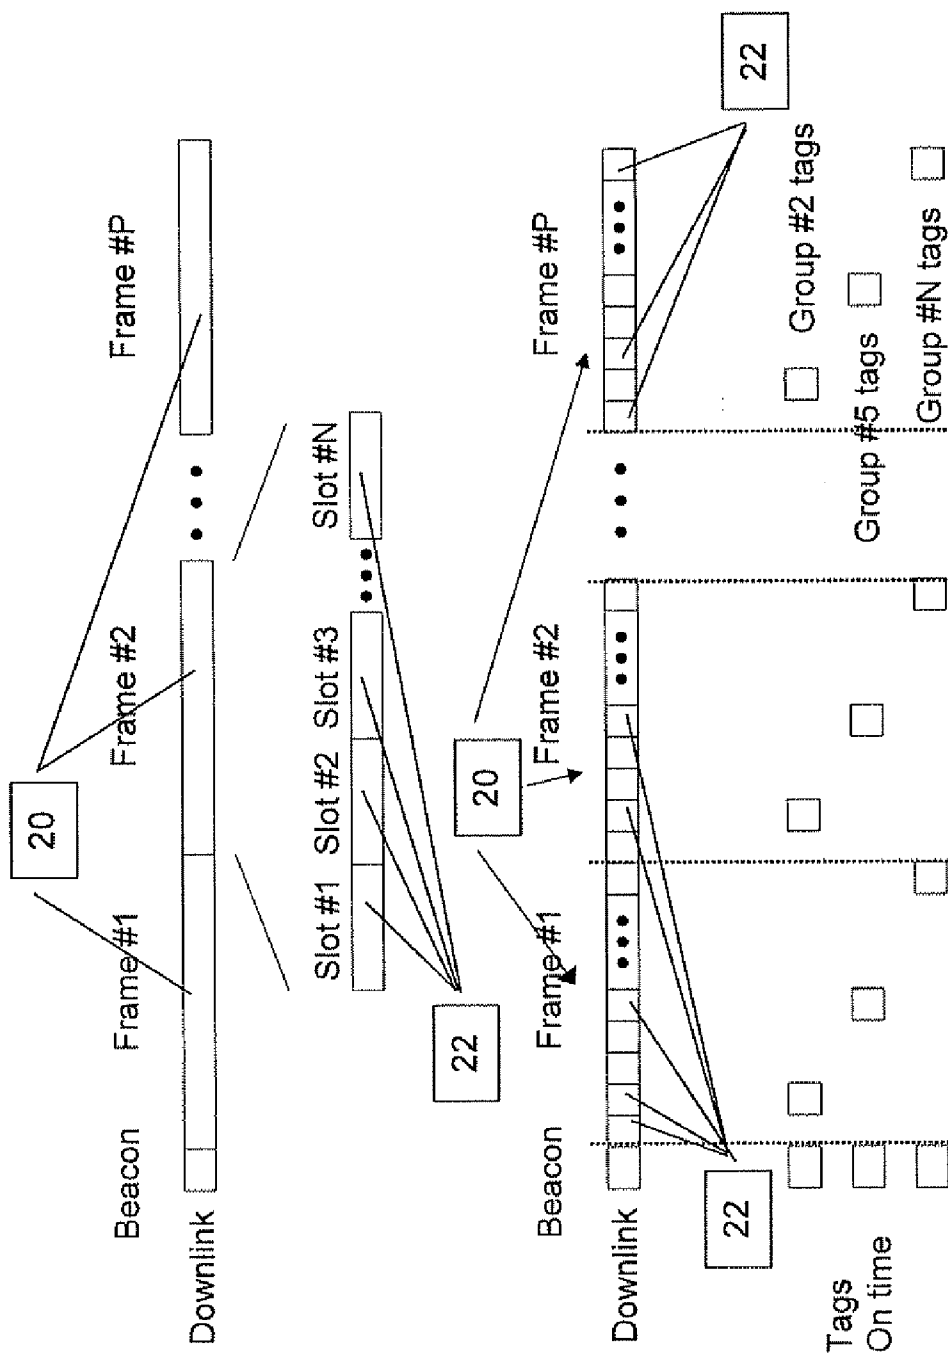 20
Beacon
Frame #1
Frame #2
Frame #P
Downlink
Slot #1
Slot #2
Slot #3
Slot #N
22
20
Beacon
Frame #1
Frame #2
Frame #P
Downlink
22
22
Tags
On time
Group #2 tags
Group #5 tags
Group #N tags